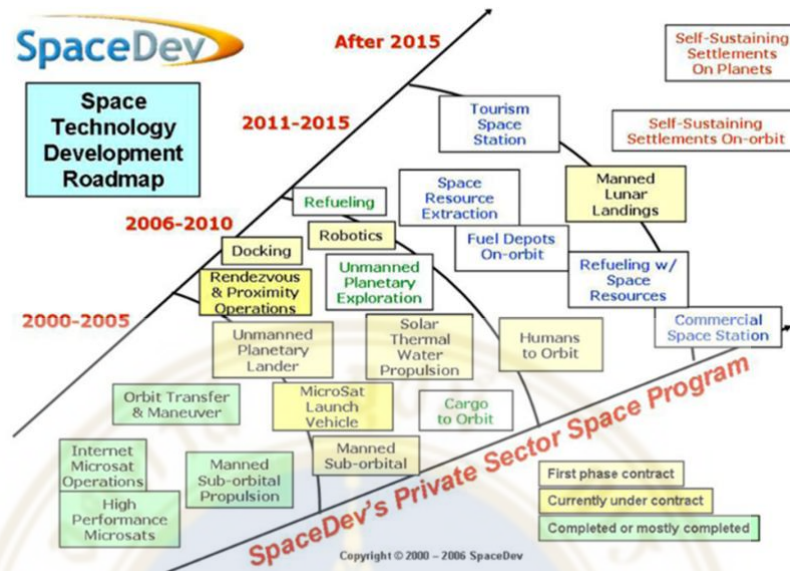 SpaceDev
Space
Technology
Development
Roadmap
After 2015
2011-2015
2006-2010
2000-2005
Self-Sustaining
Settlements
On Planets
Self-Sustaining
Settlements On-orbit
Tourism
Space
Station
Manned
Lunar
Landings
Space
Resource
Extraction
Fuel Depots
On-orbit
Refueling w/
Space
Resources
Commercial
Space Station
Refueling
Robotics
Docking
Rendezvous
& Proximity
Operations
Unmanned
Planetary
Exploration
Solar
Thermal
Water
Propulsion
Humans
to Orbit
Unmanned
Planetary
Lander
MicroSat
Launch
Vehicle
Cargo
to Orbit
Orbit Transfer
& Maneuver
Manned
Sub-orbital
Internet
Microsat
Operations
Manned
Sub-orbital
Propulsion
High
Performance
Microsats
SpaceDev's Private Sector Space Program
First phase contract
Currently under contract
Completed or mostly completed
Copyright © 2000 - 2006 SpaceDev